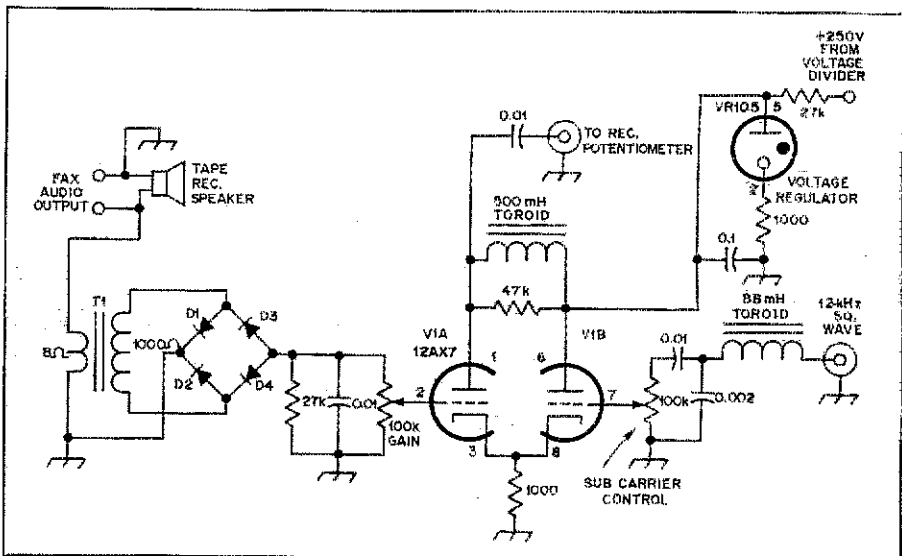 +250V
FROM
VOLTAGE
DIVIDER
VR105
5
27k
0.01
TO REC.
POTENTIOMETER
FAX
AUDIO
OUTPUT
TAPE
REC.
SPEAKER
500 mH
TOROID
VOLTAGE
REGULATOR
2
1000
0.1
47k
88mH
TOROID
12-kHz
SQ.
WAVE
T1
8Ω
1000Ω
D1
D3
D2
D4
V1A
12AX7
1
6
V1B
0.01
27k
0.01
100k
GAIN
2
7
100k
0.002
3
8
1000
SUB CARRIER
CONTROL